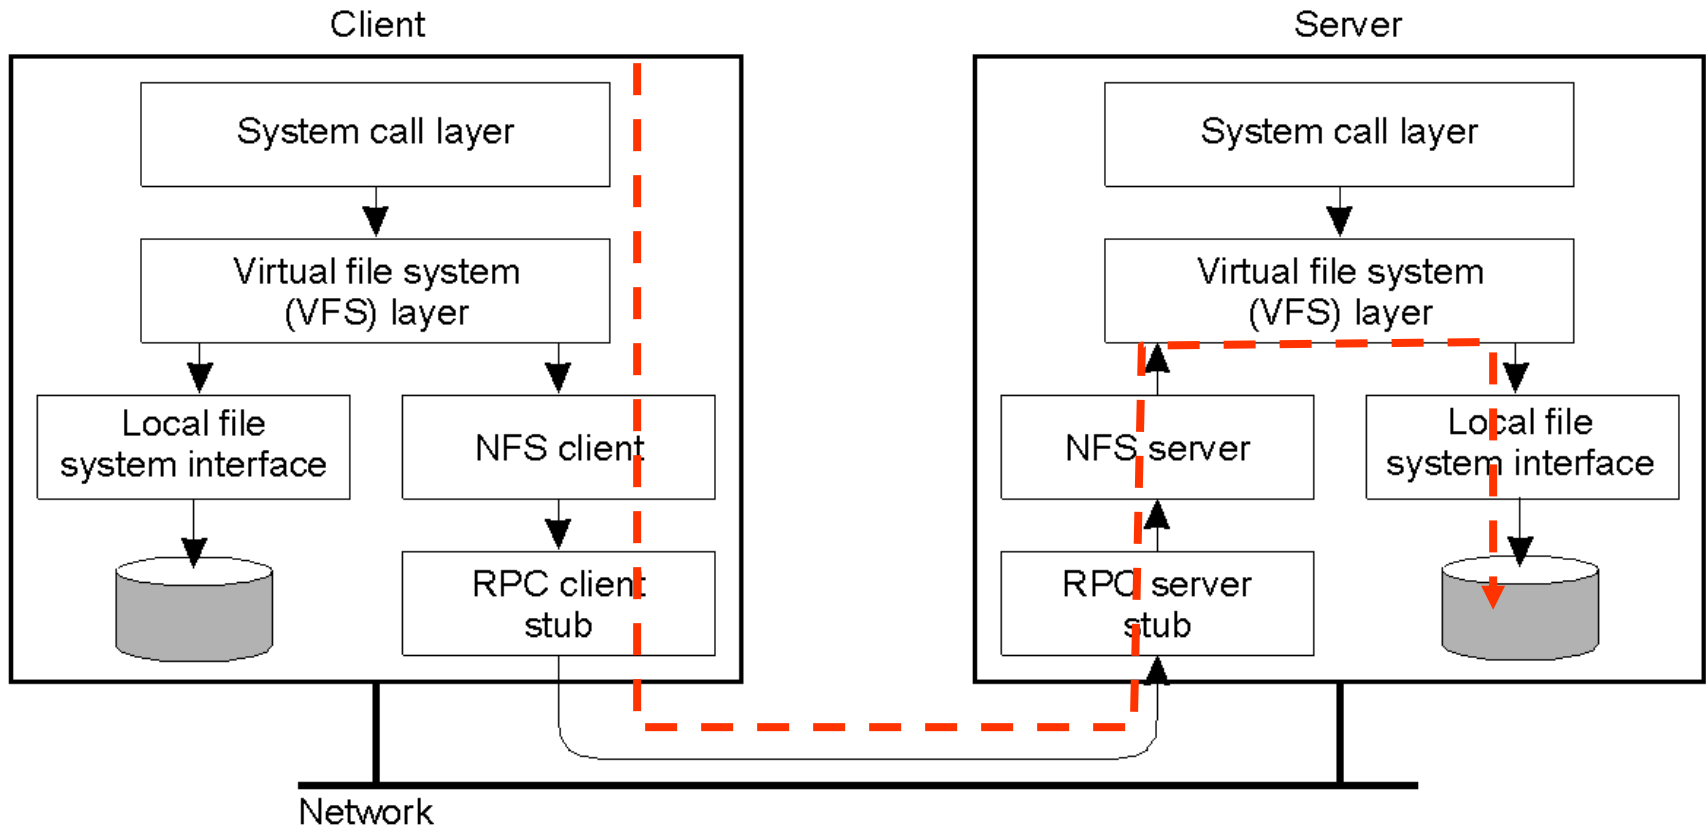 Client
Server
System call layer
Virtual file system
(VFS) layer
Local file
system interface
NFS client
RPC client
stub
System call layer
Virtual file system
(VFS) layer
NFS server
Local file
system interface
RPC server
stub
Network